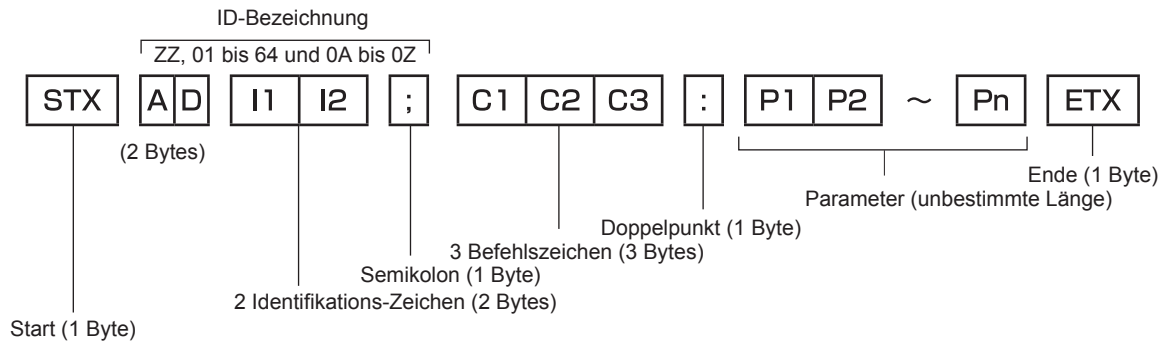 ID-Bezeichnung
ZZ, 01 bis 64 und 0A bis 0Z
STX A D I1 I2 ; C1 C2 C3 : P1 P2 ~ Pn ETX
(2 Bytes)
Ende (1 Byte)
Parameter (unbestimmte Länge)
Doppelpunkt (1 Byte)
3 Befehlszeichen (3 Bytes)
Semikolon (1 Byte)
2 Identifikations-Zeichen (2 Bytes)
Start (1 Byte)